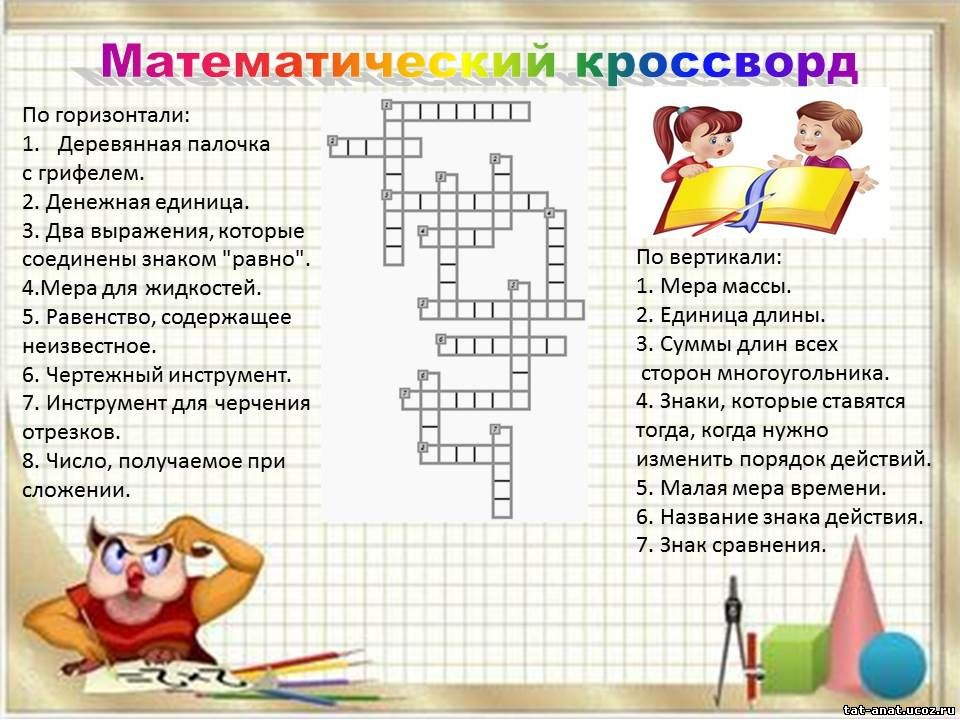 Математический кроссворд
По горизонтали:
1. Деревянная палочка
с грифелем.
2. Денежная единица.
3. Два выражения, которые
соединены знаком "равно".
4.Мера для жидкостей.
5. Равенство, содержащее
неизвестное.
6. Чертежный инструмент.
7. Инструмент для черчения
отрезков.
8. Число, получаемое при
сложении.
По вертикали:
1. Мера массы.
2. Единица длины.
3. Суммы длин всех
сторон многоугольника.
4. Знаки, которые ставятся
тогда, когда нужно
изменить порядок действий.
5. Малая мера времени.
6. Название знака действия.
7. Знак сравнения.
tat-anat.ucoz.ru